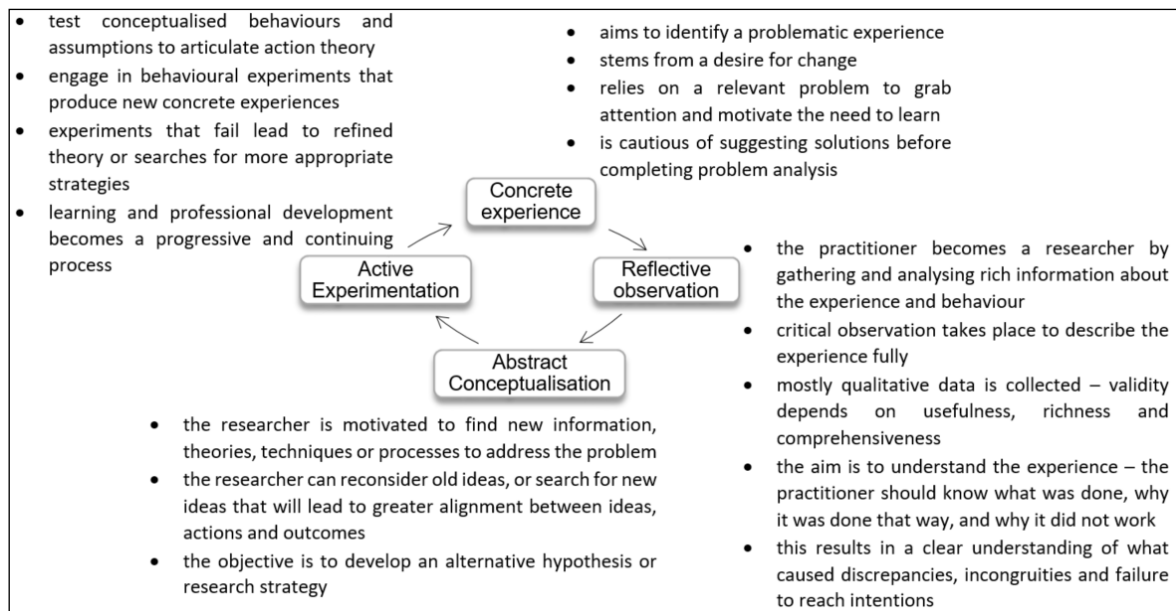 • test conceptualised behaviours and
assumptions to articulate action theory
• engage in behavioural experiments that
produce new concrete experiences
• experiments that fail lead to refined
theory or searches for more appropriate
strategies
• learning and professional development
becomes a progressive and continuing
process
• aims to identify a problematic experience
• stems from a desire for change
• relies on a relevant problem to grab
attention and motivate the need to learn
• is cautious of suggesting solutions before
completing problem analysis
Concrete
experience
Active
Experimentation
Reflective
observation
Abstract
Conceptualisation
• the practitioner becomes a researcher by
gathering and analysing rich information about
the experience and behaviour
• critical observation takes place to describe the
experience fully
• mostly qualitative data is collected – validity
depends on usefulness, richness and
comprehensiveness
• the aim is to understand the experience – the
practitioner should know what was done, why
it was done that way, and why it did not work
• this results in a clear understanding of what
caused discrepancies, incongruities and failure
to reach intentions
• the researcher is motivated to find new information,
theories, techniques or processes to address the problem
• the researcher can reconsider old ideas, or search for new
ideas that will lead to greater alignment between ideas,
actions and outcomes
• the objective is to develop an alternative hypothesis or
research strategy